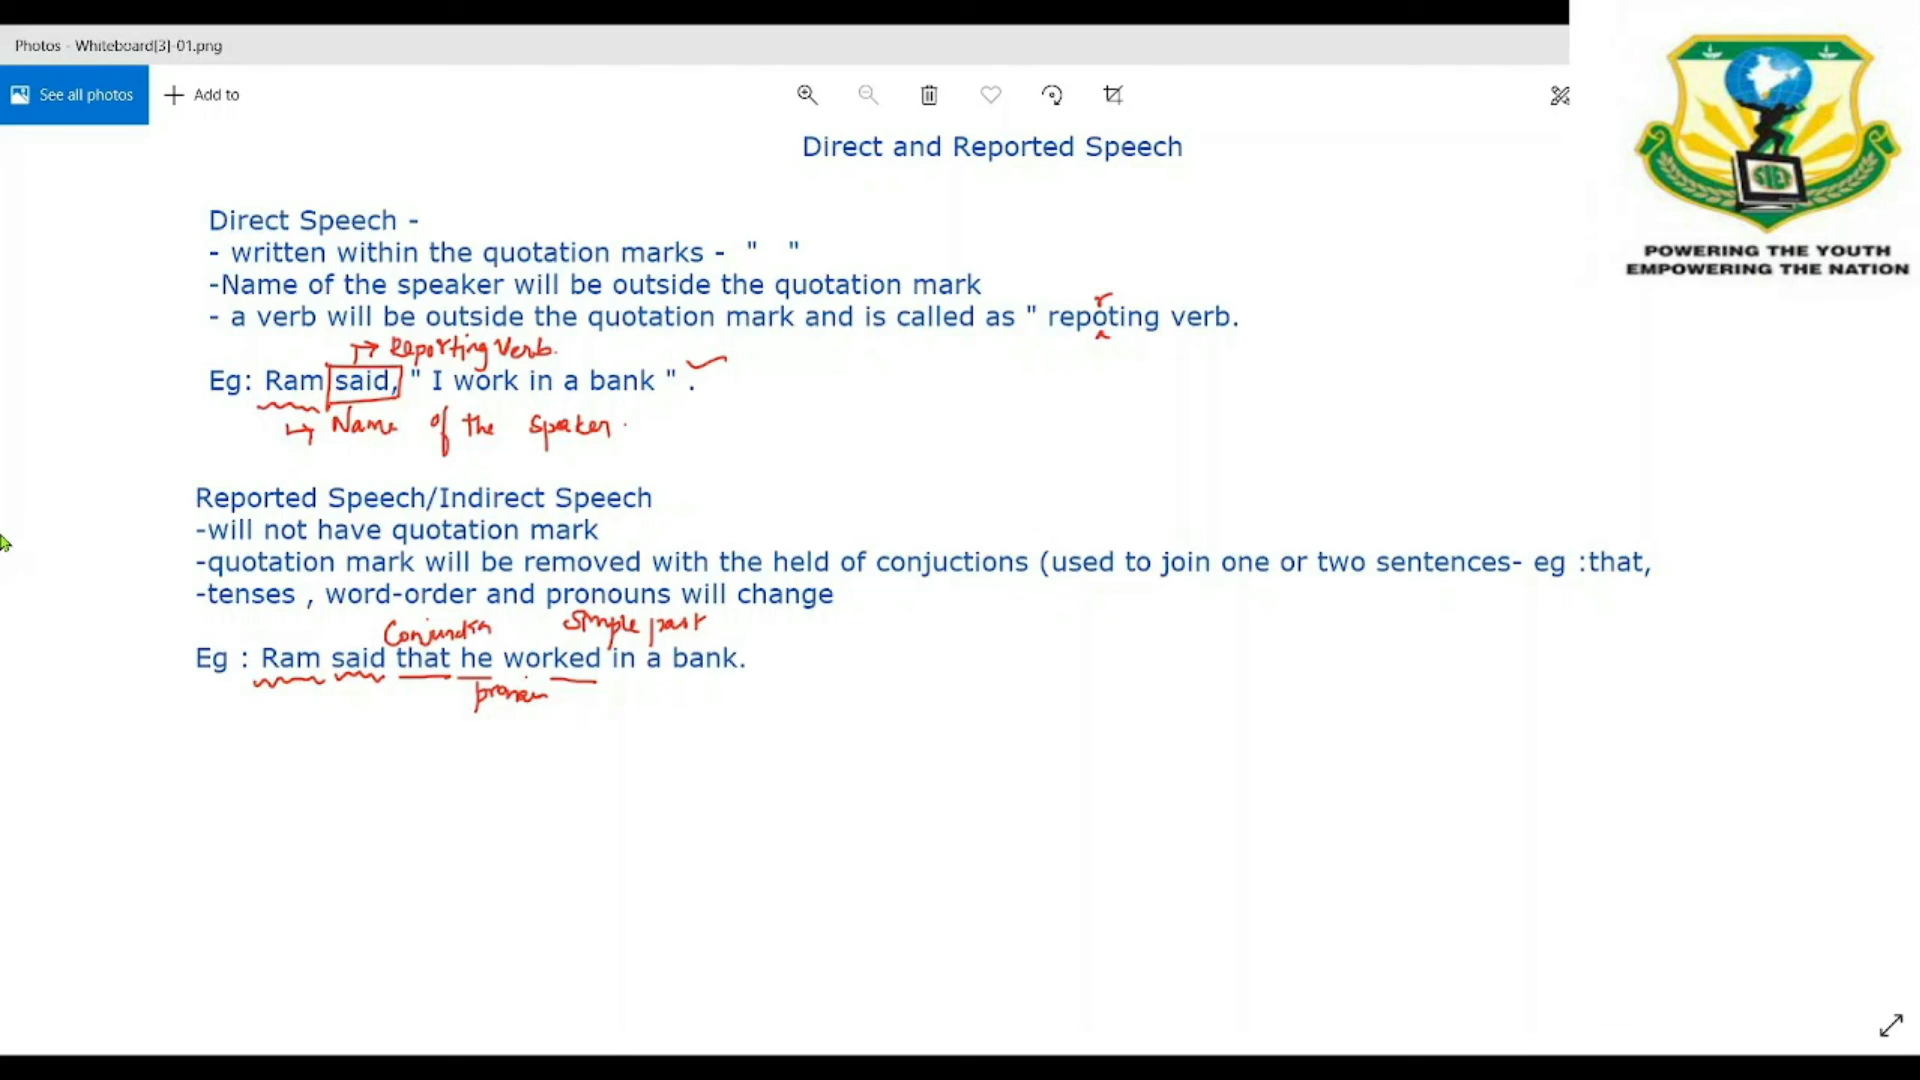 Photos - Whiteboard[3]-01.png
See all photos
Add to
Direct and Reported Speech
POWERING THE YOUTH
EMPOWERING THE NATION
Direct Speech -
- written within the quotation marks - " "
-Name of the speaker will be outside the quotation mark
r
- a verb will be outside the quotation mark and is called as " repoting verb.
Reporting Verb.
Eg: Ram said, " I work in a bank " .
Name of the Speaker.
Reported Speech/Indirect Speech
-will not have quotation mark
-quotation mark will be removed with the held of conjuctions (used to join one or two sentences- eg :that,
-tenses , word-order and pronouns will change
Simple past
Eg : Ram said that he worked in a bank.